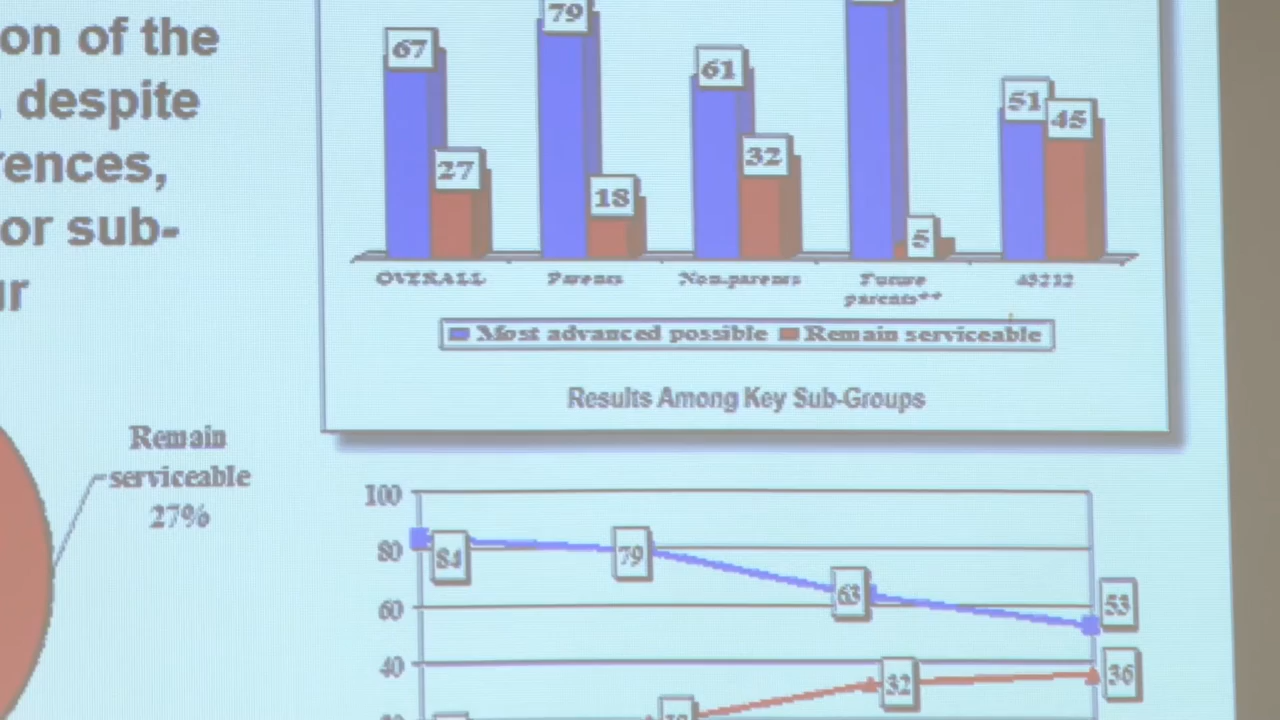 on of the
despite
rences,
or sub-
ur
67
27
79
18
61
32
5
51
45
OVERALL
Parents
Non-parents
Future
parents**
43212
Most advanced possible
Remain serviceable
Results Among Key Sub-Groups
Remain
serviceable
27%
100
80
60
40
84
79
63
53
32
36